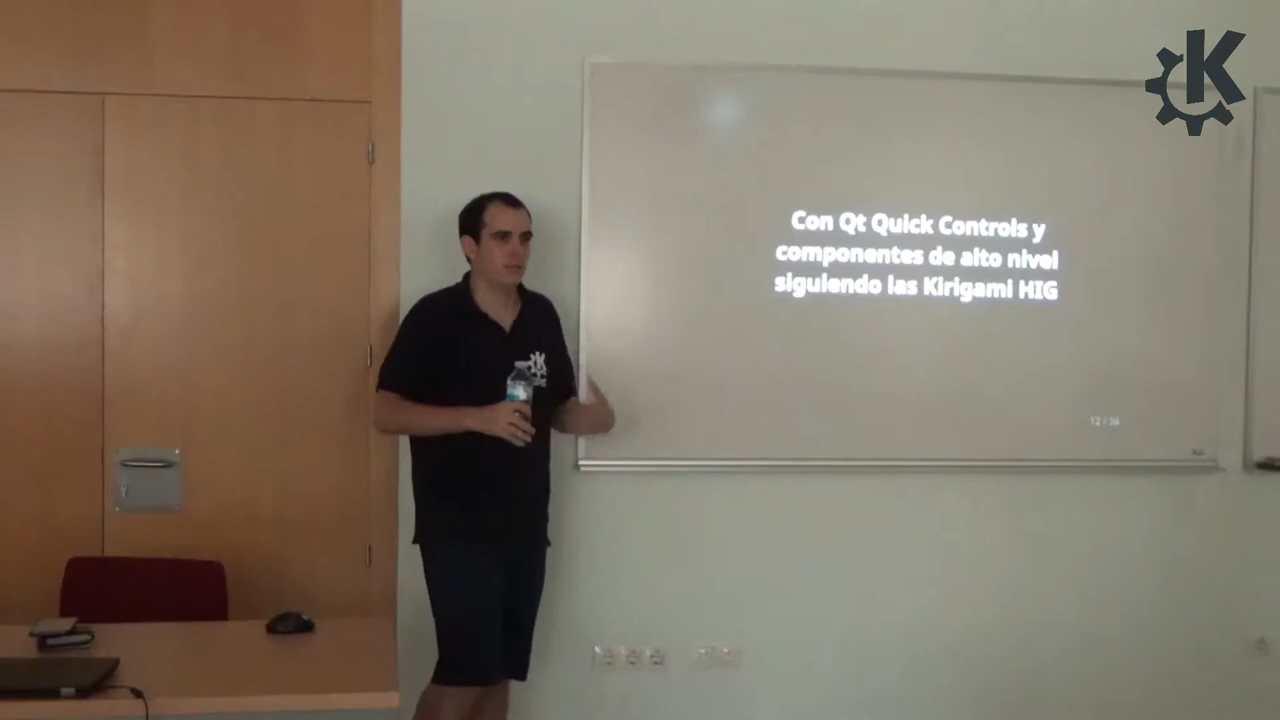 Con Qt Quick Controls y
componentes de alto nivel
siguiendo las Kirigami HIG